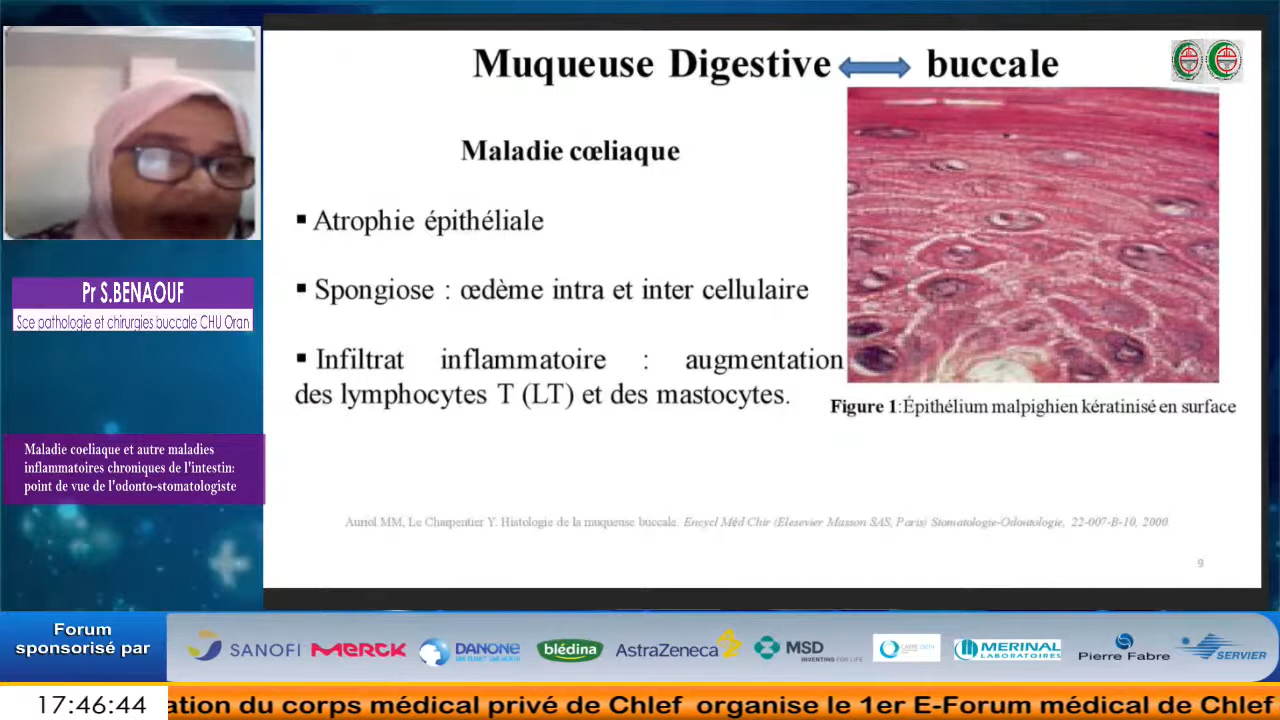 Muqueuse Digestive buccale
Maladie cœliaque
▪ Atrophie épithéliale
▪ Spongiose : œdème intra et inter cellulaire
▪ Infiltrat inflammatoire : augmentation
des lymphocytes T (LT) et des mastocytes.
Figure 1:Épithélium malpighien kératinisé en surface
Auriol MM, Le Charpentier Y. Histologie de la muqueuse buccale. Encycl Méd Chir (Elesevier Masson SAS, Paris) Stomatologie-Odontologie, 22-007-B-10, 2000.
9
Pr S.BENAOUF
Sce pathologie et chirurgies buccale CHU Oran
Maladie coeliaque et autre maladies
inflammatoires chroniques de l'intestin:
point de vue de l'odonto-stomatologiste
Forum
sponsorisé par
SANOFI
MERCK
DANONE
blédina
AstraZeneca
MSD
INVENTING FOR LIFE
MERINAL
LABORATOIRES
Pierre Fabre
SERVIER
17:46:44
ation du corps médical privé de Chlef organise le 1er E-Forum médical de Chlef